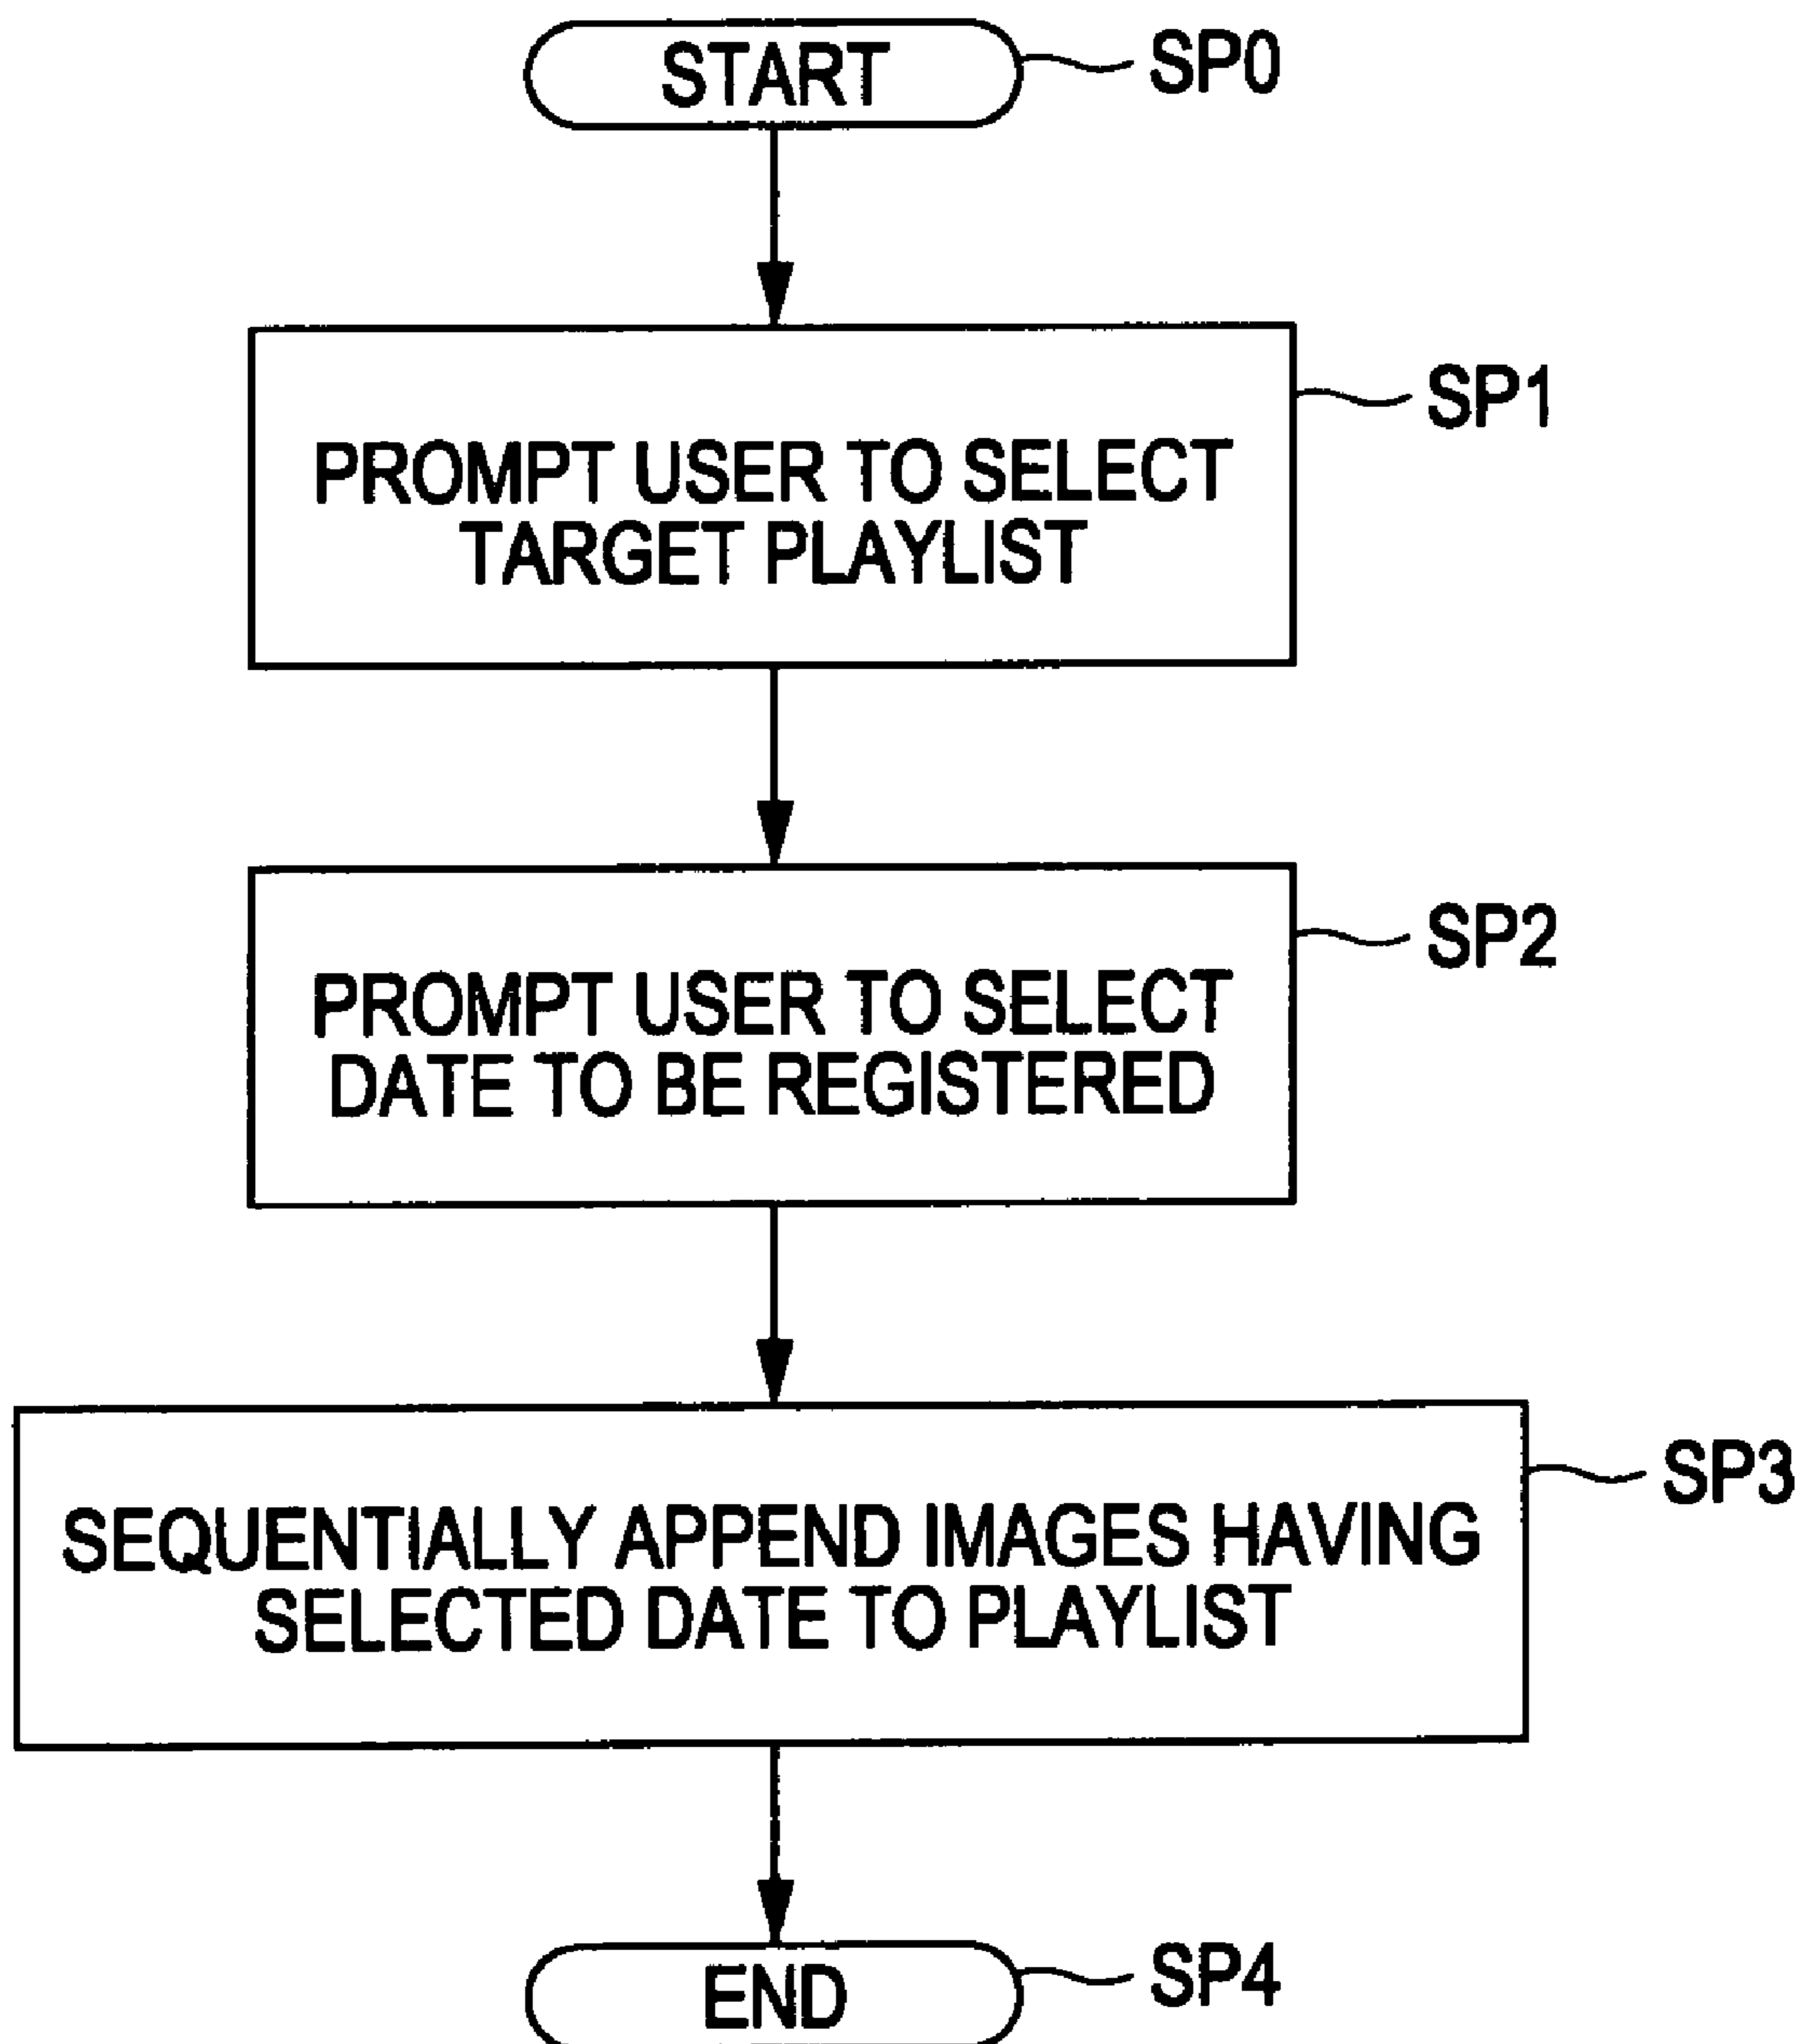 START
SP0
SP1
PROMPT USER TO SELECT
TARGET PLAYLIST
SP2
PROMPT USER TO SELECT
DATE TO BE REGISTERED
SP3
SEQUENTIALLY APPEND IMAGES HAVING
SELECTED DATE TO PLAYLIST
END
SP4